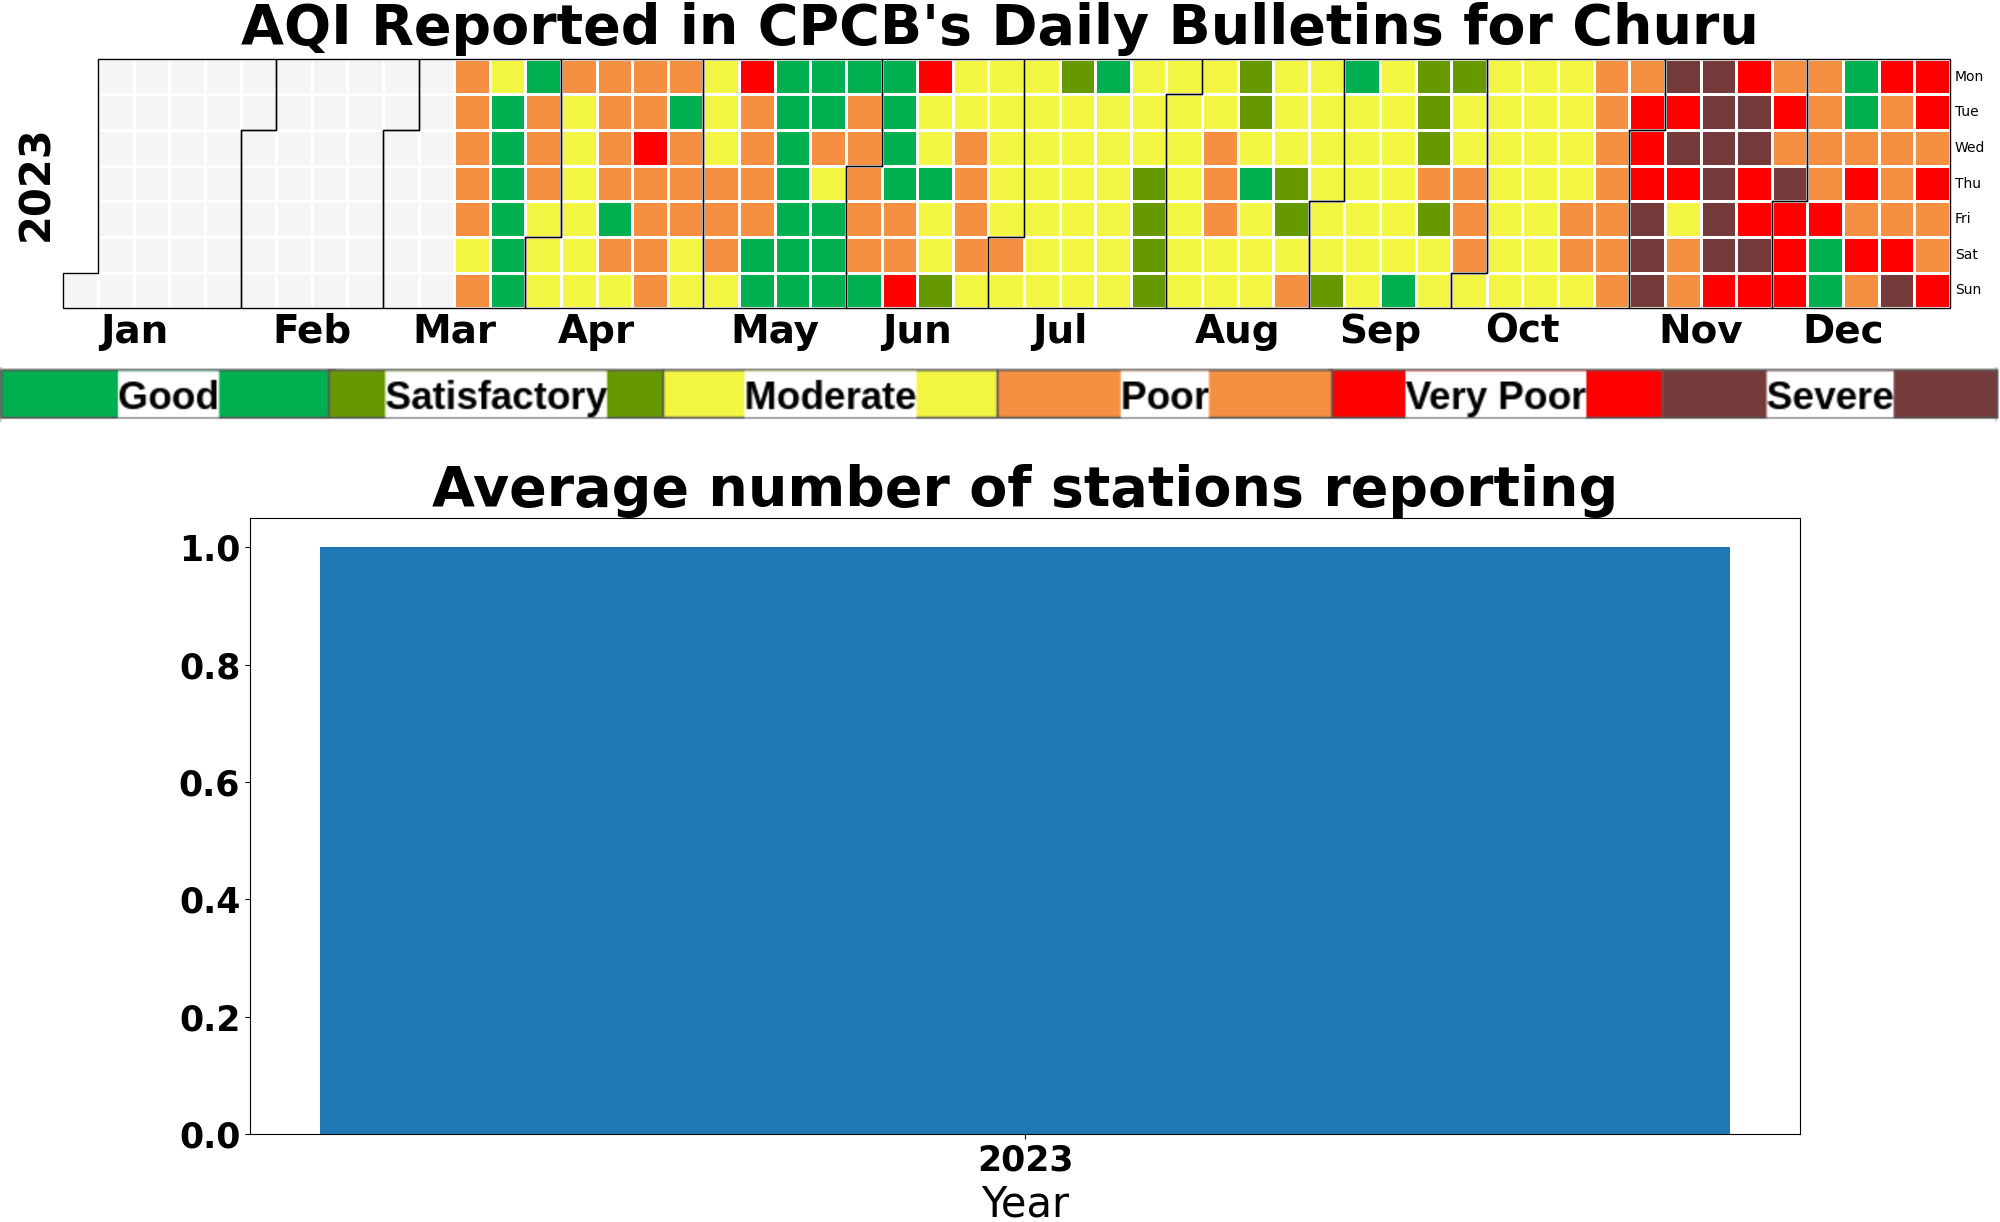 AQI Reported in CPCB's Daily Bulletins for Churu
2023
Mon
Tue
Wed
Thu
Fri
Sat
Sun
Jan Feb Mar Apr May Jun Jul Aug Sep Oct Nov Dec
Good Satisfactory Moderate Poor Very Poor Severe
Average number of stations reporting
1.0
0.8
0.6
0.4
0.2
0.0
2023
Year